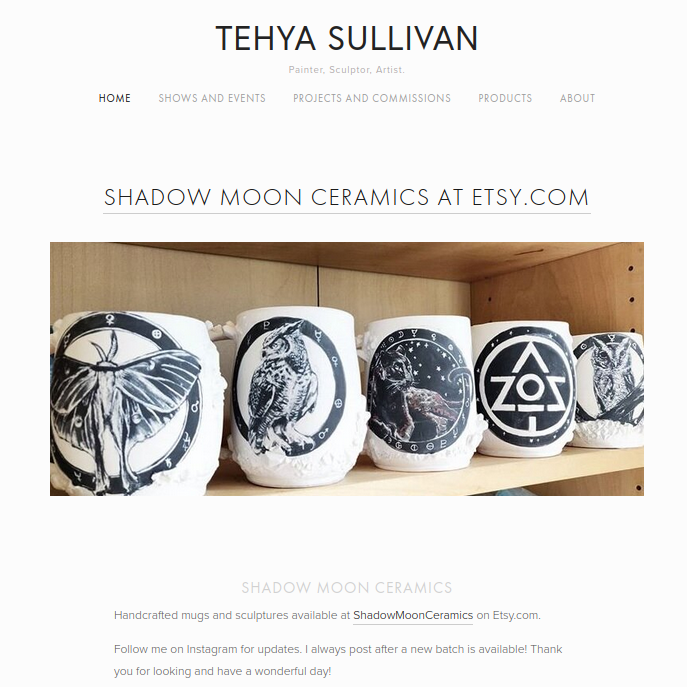 TEHYA SULLIVAN
Painter, Sculptor, Artist.
HOME SHOWS AND EVENTS PROJECTS AND COMMISSIONS PRODUCTS ABOUT
SHADOW MOON CERAMICS AT ETSY.COM
SHADOW MOON CERAMICS
Handcrafted mugs and sculptures available at ShadowMoonCeramics on Etsy.com.
Follow me on Instagram for updates. I always post after a new batch is available! Thank
you for looking and have a wonderful day!